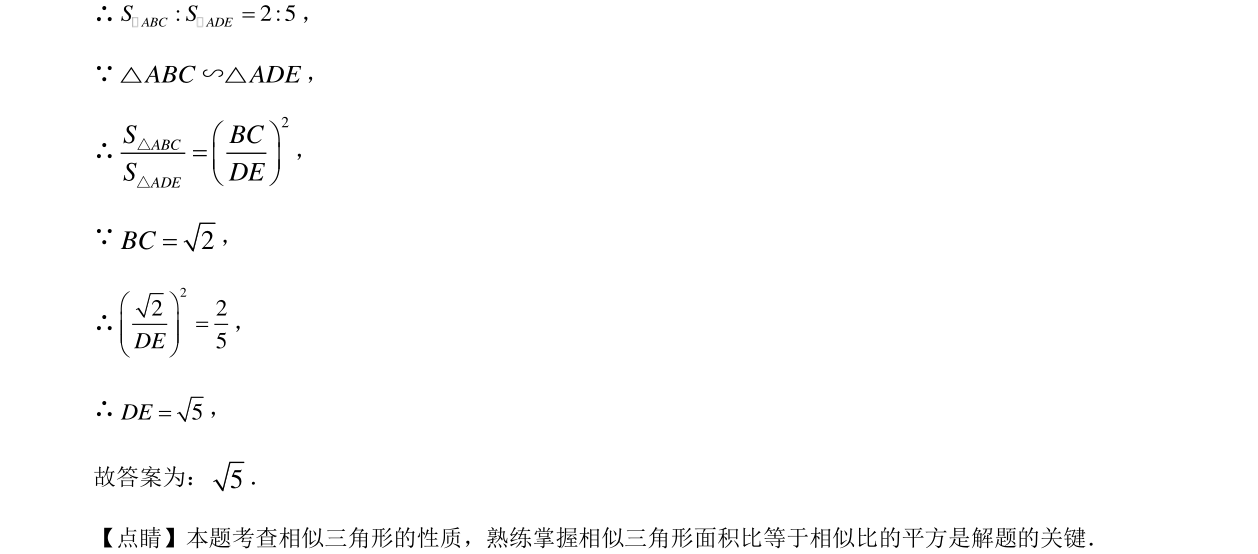 ∴ S▯ABC : S▯ADE = 2:5，
∵ △ABC∽△ADE，
∴ S△ABC/S△ADE = (BC/DE)²，
∵ BC = √2，
∴ (√2/DE)² = 2/5，
∴ DE = √5，
故答案为：√5．
【点睛】本题考查相似三角形的性质，熟练掌握相似三角形面积比等于相似比的平方是解题的关键．